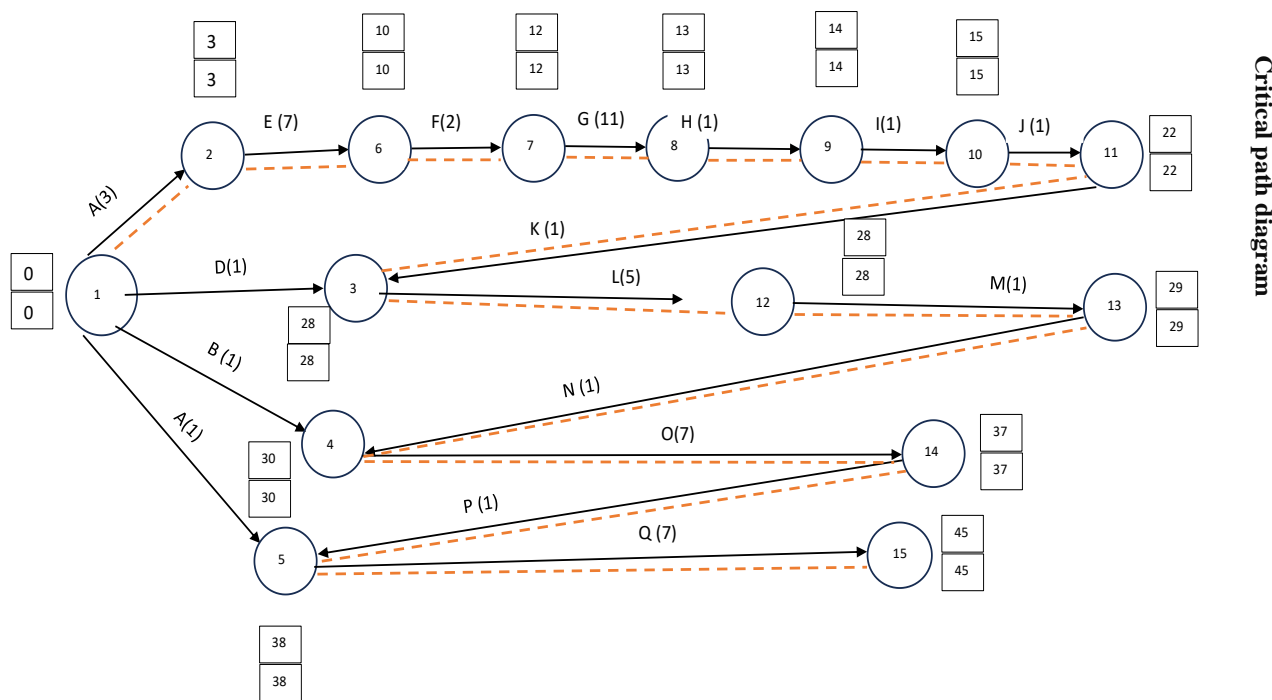 3
3
10
10
12
12
13
13
14
14
15
15
Critical path diagram
E (7)
F(2)
G (11)
H (1)
I(1)
J (1)
2
6
7
8
9
10
11
22
22
A(3)
K (1)
28
28
0
0
1
D(1)
3
L(5)
12
M(1)
13
29
29
28
28
B (1)
N (1)
A(1)
4
O(7)
14
37
37
30
30
P (1)
Q (7)
5
15
45
45
38
38